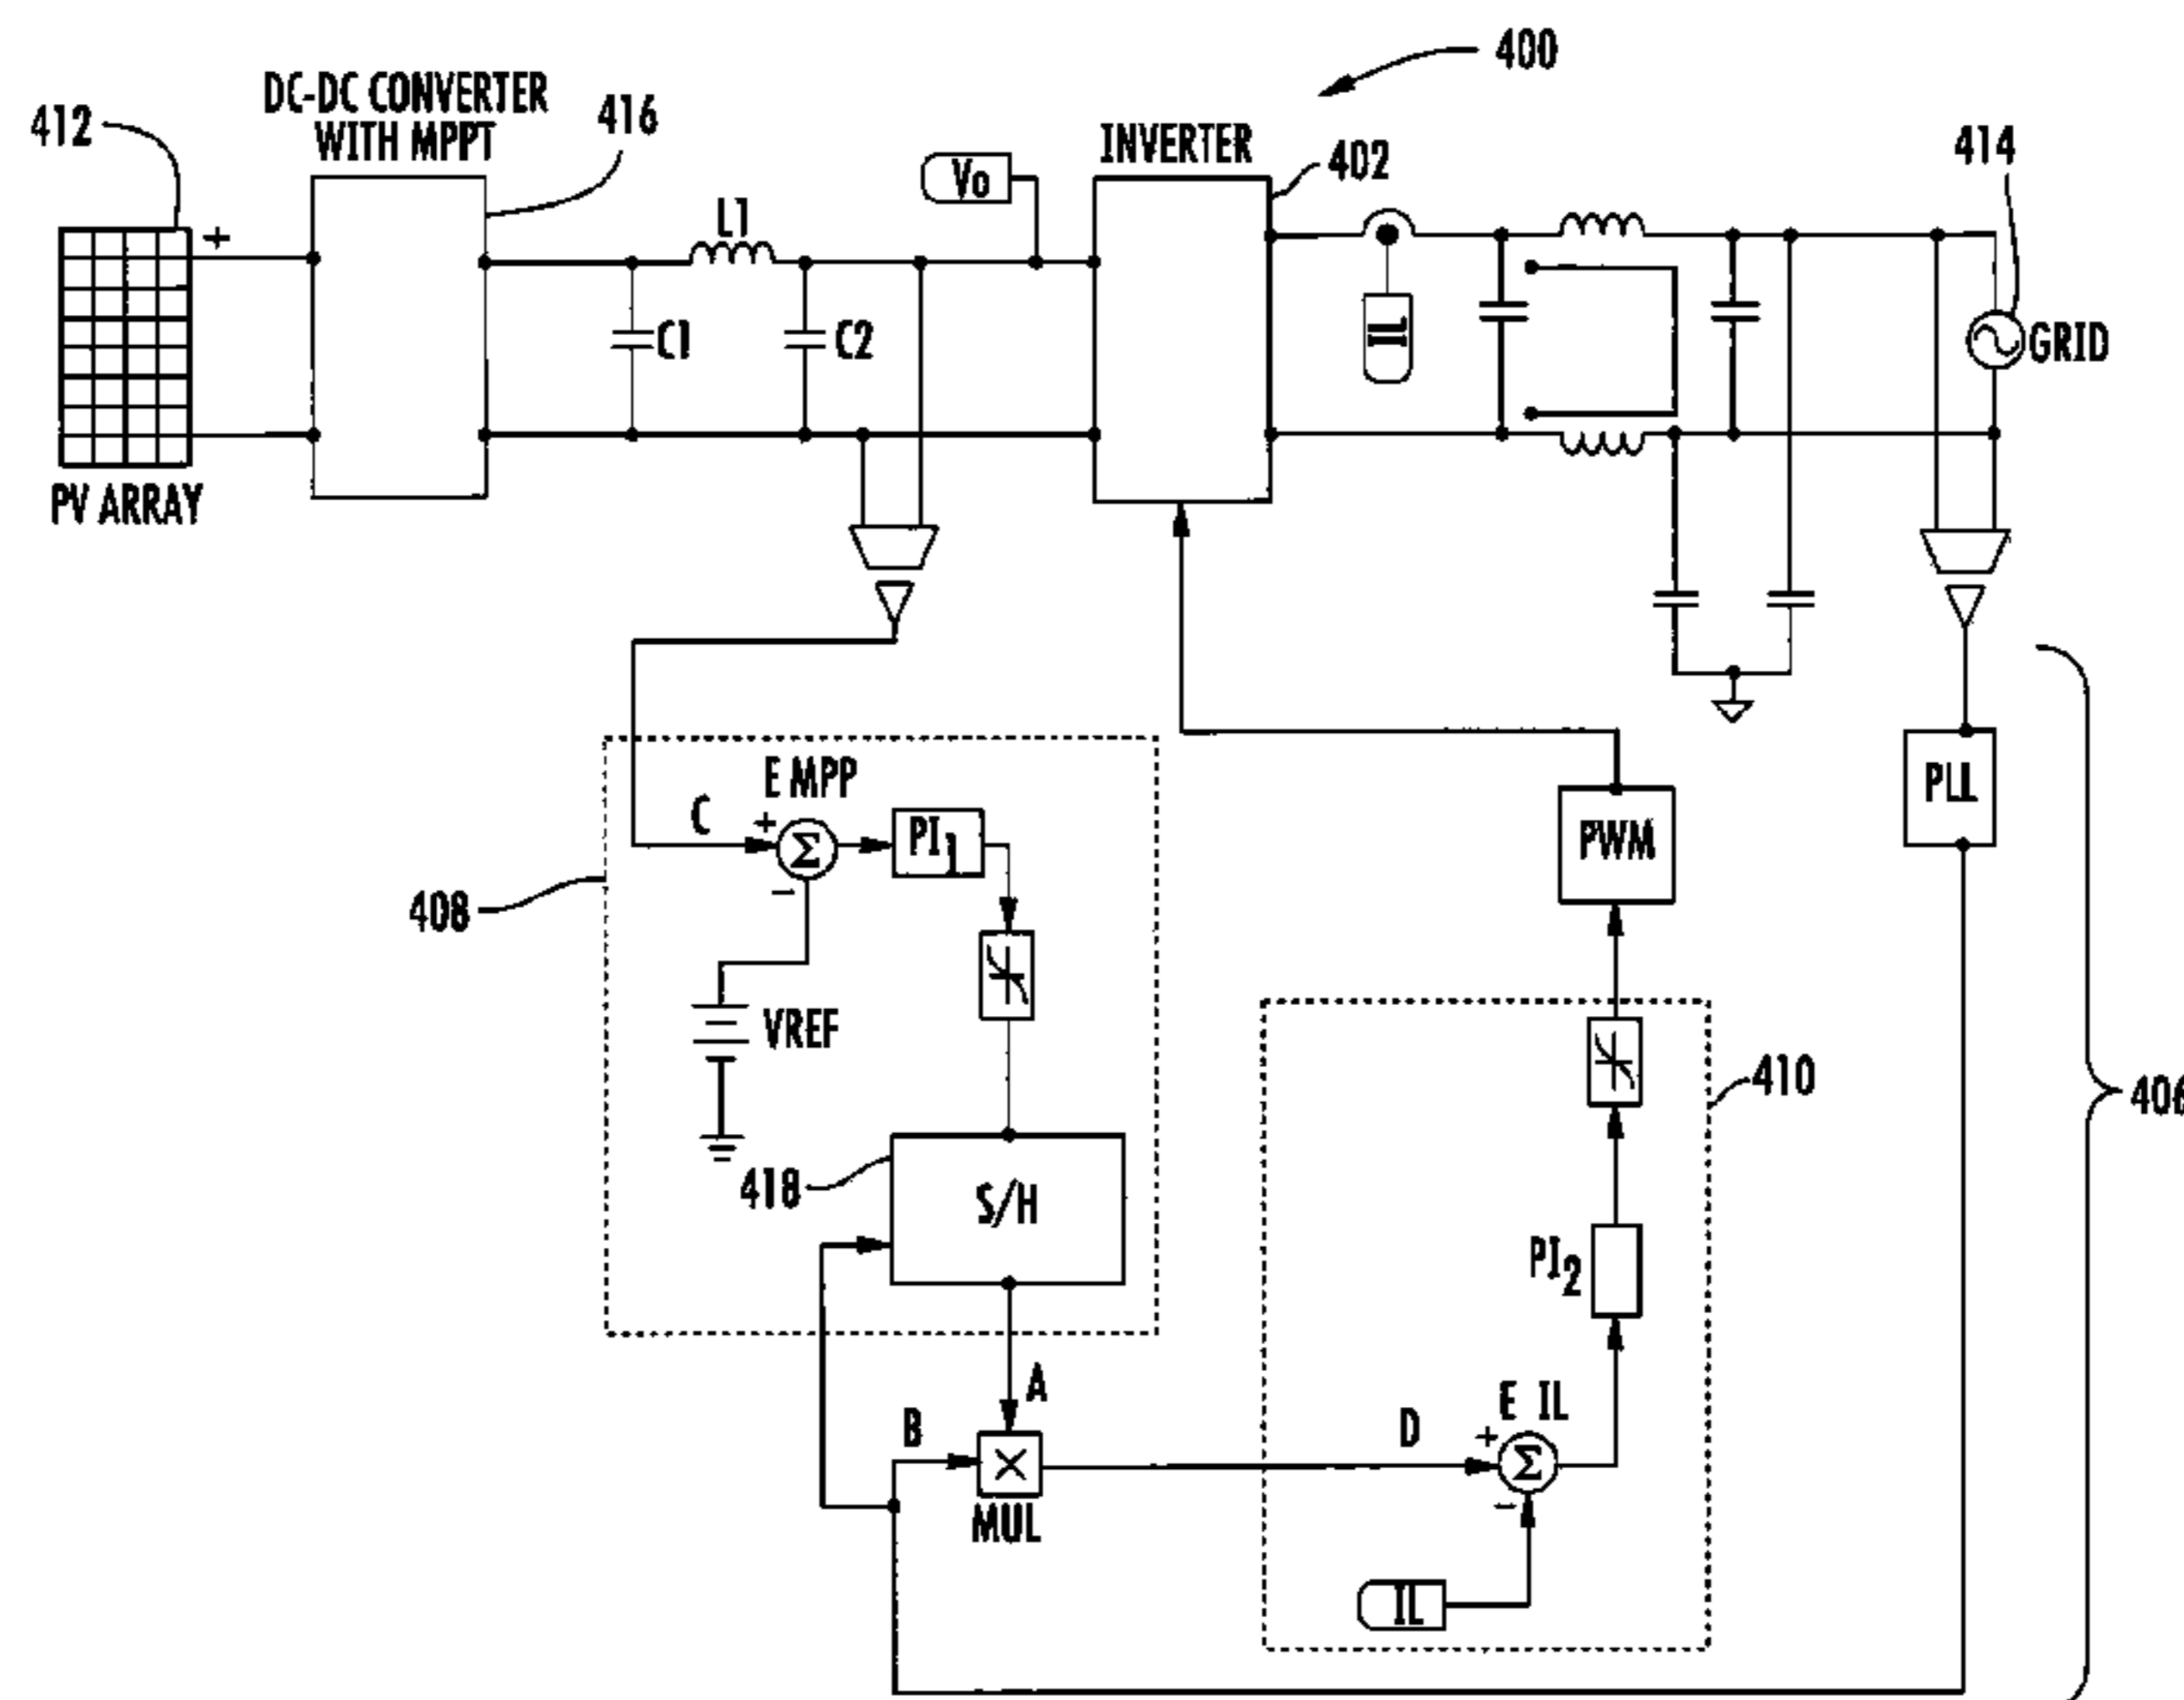 400
DC-DC CONVERTER
WITH MPPT
412
416
INVERTER
402
414
Vo
+
L1
C1
C2
IL
GRID
PV ARRAY
E MPP
C
+
Σ
−
PI1
PWM
PLL
408
VREF
410
406
418
S/H
PI2
A
B
D
E IL
+
Σ
−
×
MUL
IL